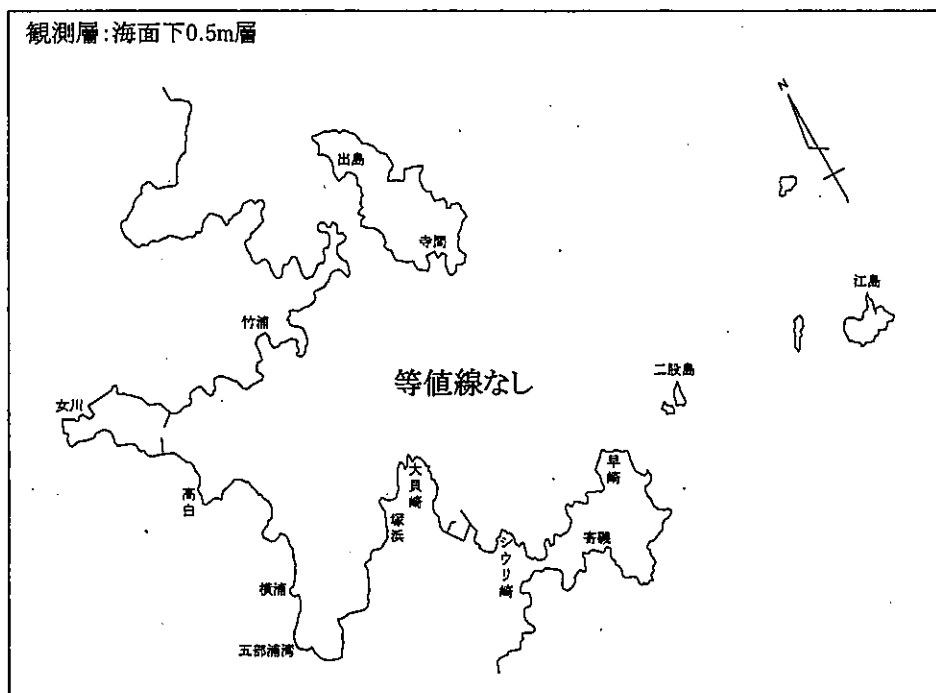 観測層:海面下0.5m層
N
出島
寺間
江島
竹浦
等値線なし
二股島
女川
大貝崎
早崎
高白
塚浜
シウリ崎
寄磯
横浦
五部浦湾